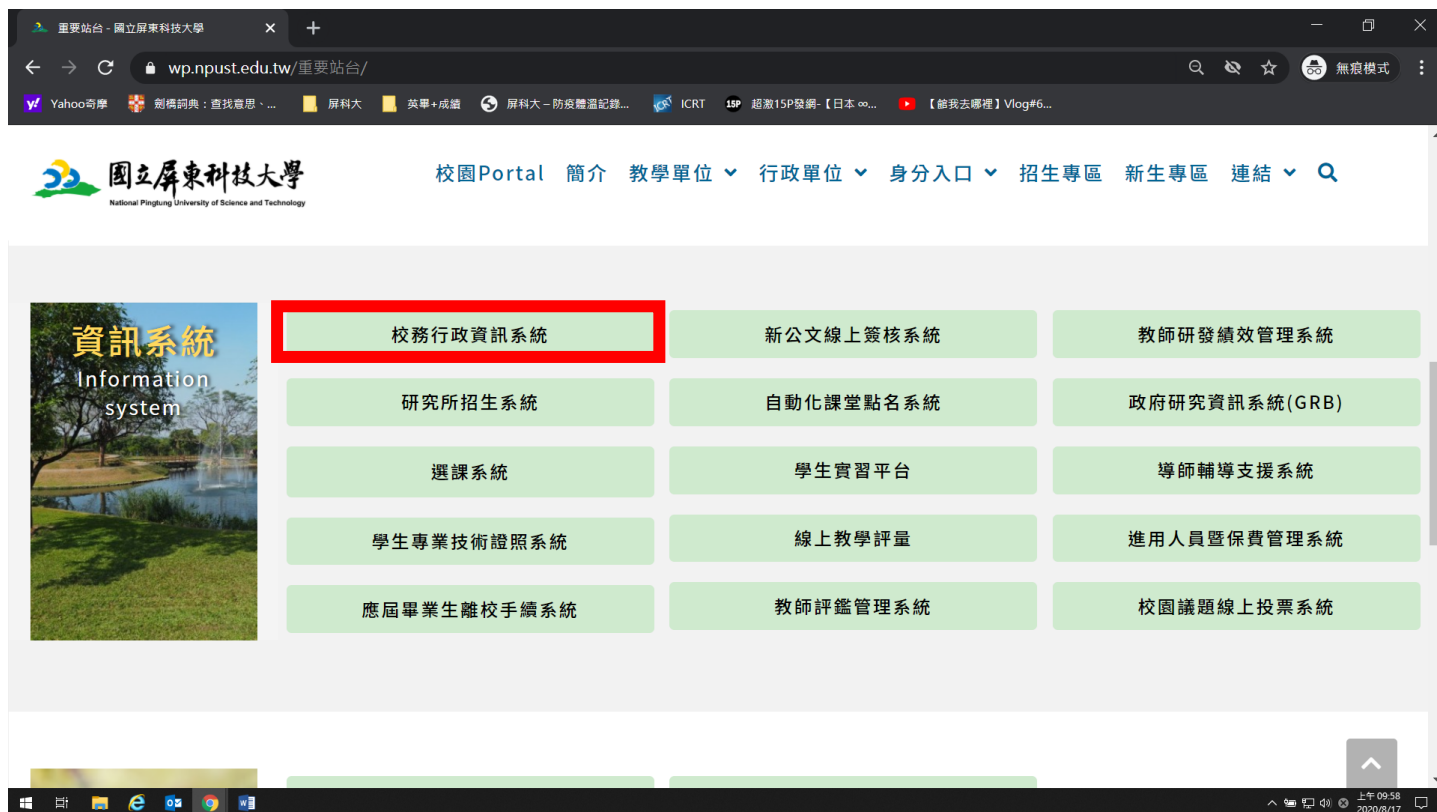 重要站台 - 國立屏東科技大學
wp.npust.edu.tw/重要站台/
無痕模式
Yahoo奇摩 劍橋詞典：查找意思、... 屏科大 英畢+成績 屏科大 – 防疫體溫記錄... ICRT 超激15P發網-【日本 ∞... 【館我去哪裡】Vlog#6...
國立屏東科技大學
National Pingtung University of Science and Technology
校園Portal 簡介 教學單位 行政單位 身分入口 招生專區 新生專區 連結
資訊系統
Information
system
校務行政資訊系統 新公文線上簽核系統 教師研發績效管理系統
研究所招生系統 自動化課堂點名系統 政府研究資訊系統(GRB)
選課系統 學生實習平台 導師輔導支援系統
學生專業技術證照系統 線上教學評量 進用人員暨保費管理系統
應屆畢業生離校手續系統 教師評鑑管理系統 校園議題線上投票系統
上午 09:58
2020/8/17